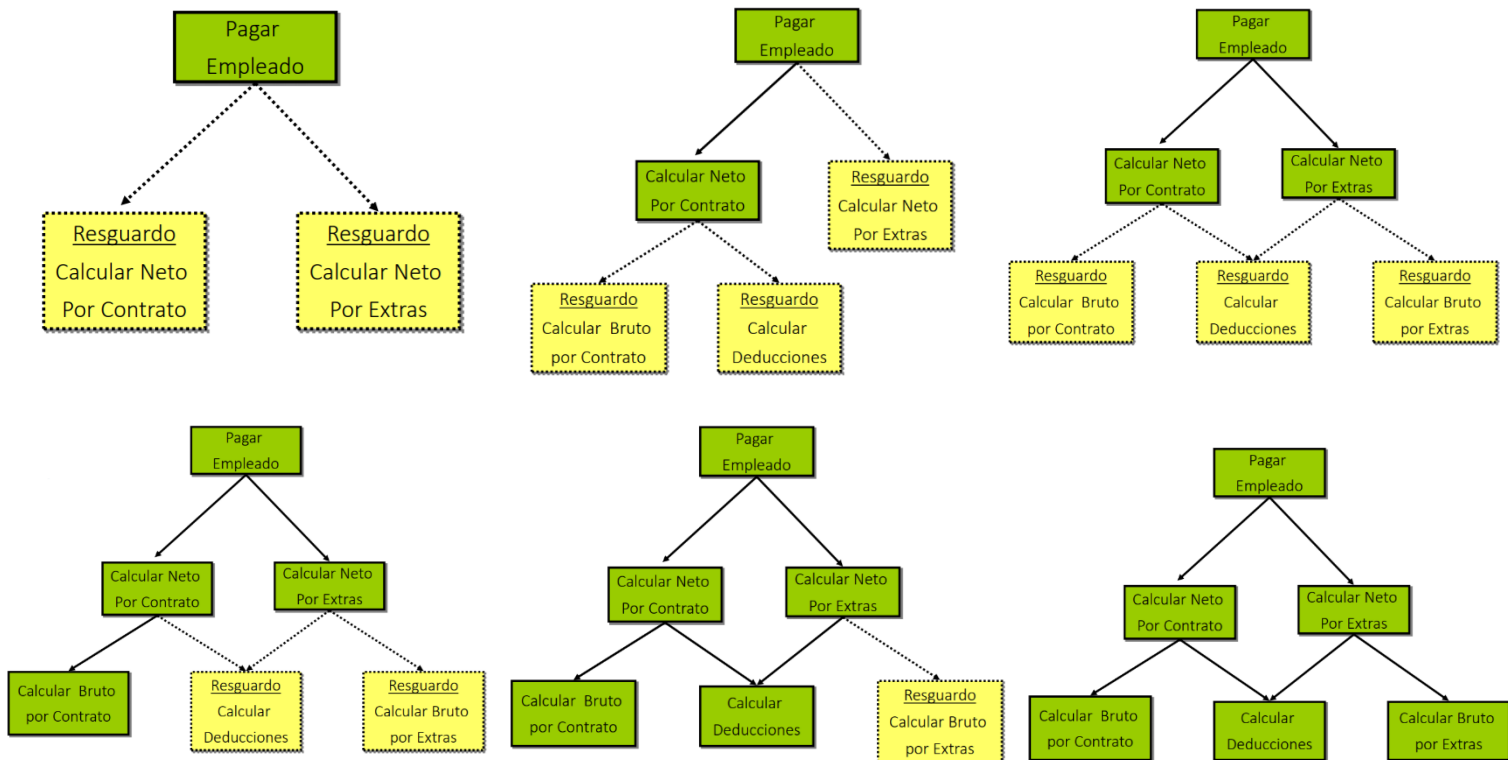 Pagar
Empleado
Resguardo
Calcular Neto
Por Contrato
Resguardo
Calcular Neto
Por Extras
Pagar
Empleado
Calcular Neto
Por Contrato
Resguardo
Calcular Neto
Por Extras
Resguardo
Calcular Bruto
por Contrato
Resguardo
Calcular
Deducciones
Pagar
Empleado
Calcular Neto
Por Contrato
Calcular Neto
Por Extras
Resguardo
Calcular Bruto
por Contrato
Resguardo
Calcular
Deducciones
Resguardo
Calcular Bruto
por Extras
Pagar
Empleado
Calcular Neto
Por Contrato
Calcular Neto
Por Extras
Calcular Bruto
por Contrato
Resguardo
Calcular
Deducciones
Resguardo
Calcular Bruto
por Extras
Pagar
Empleado
Calcular Neto
Por Contrato
Calcular Neto
Por Extras
Calcular Bruto
por Contrato
Calcular
Deducciones
Resguardo
Calcular Bruto
por Extras
Pagar
Empleado
Calcular Neto
Por Contrato
Calcular Neto
Por Extras
Calcular Bruto
por Contrato
Calcular
Deducciones
Calcular Bruto
por Extras